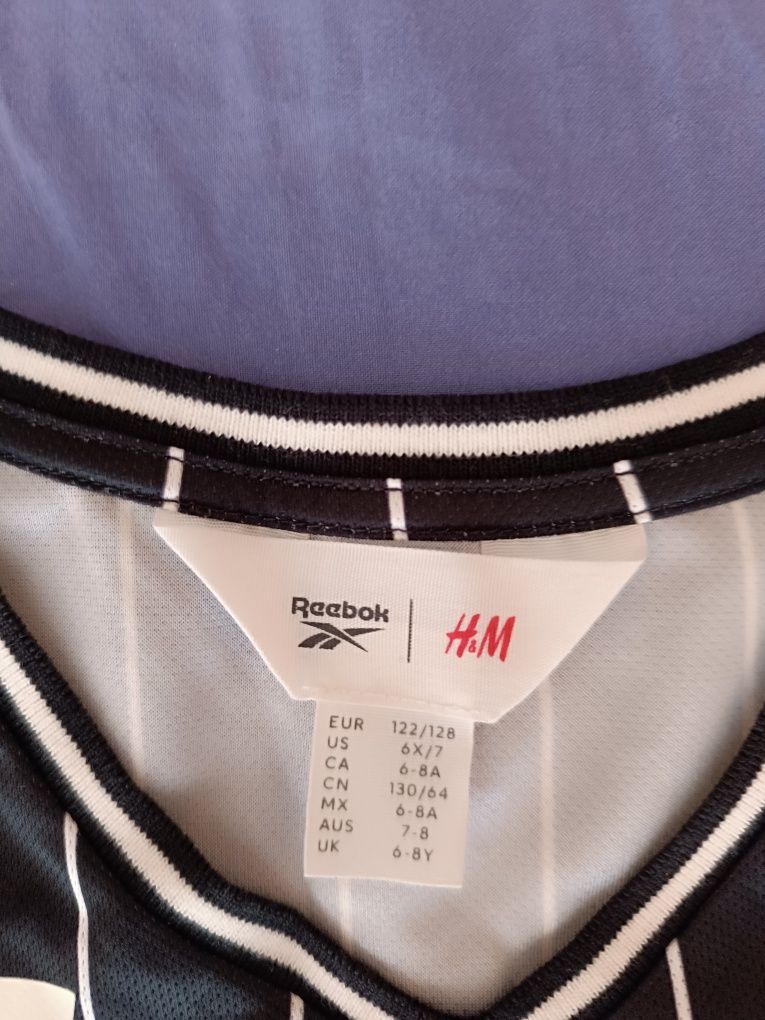 Reebok H&M
EUR 122/128
US 6X/7
CA 6-8A
CN 130/64
MX 6-8A
AUS 7-8
UK 6-8Y